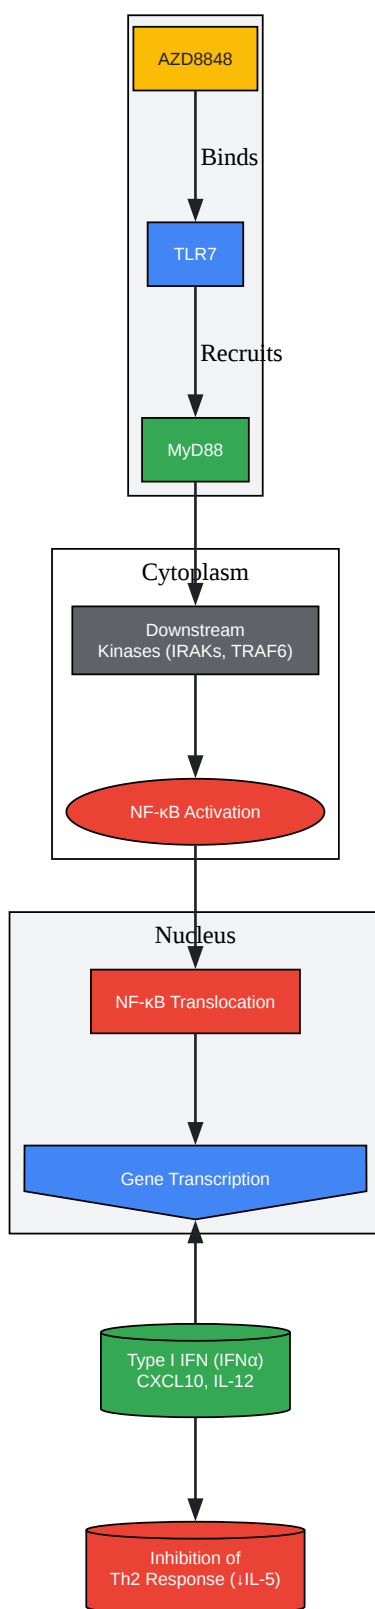 AZD8848
Binds
TLR7
Recruits
MyD88
Cytoplasm
Downstream
Kinases (IRAKs, TRAF6)
NF-κB Activation
Nucleus
NF-κB Translocation
Gene Transcription
Type I IFN (IFNα)
CXCL10, IL-12
Inhibition of
Th2 Response (↓IL-5)